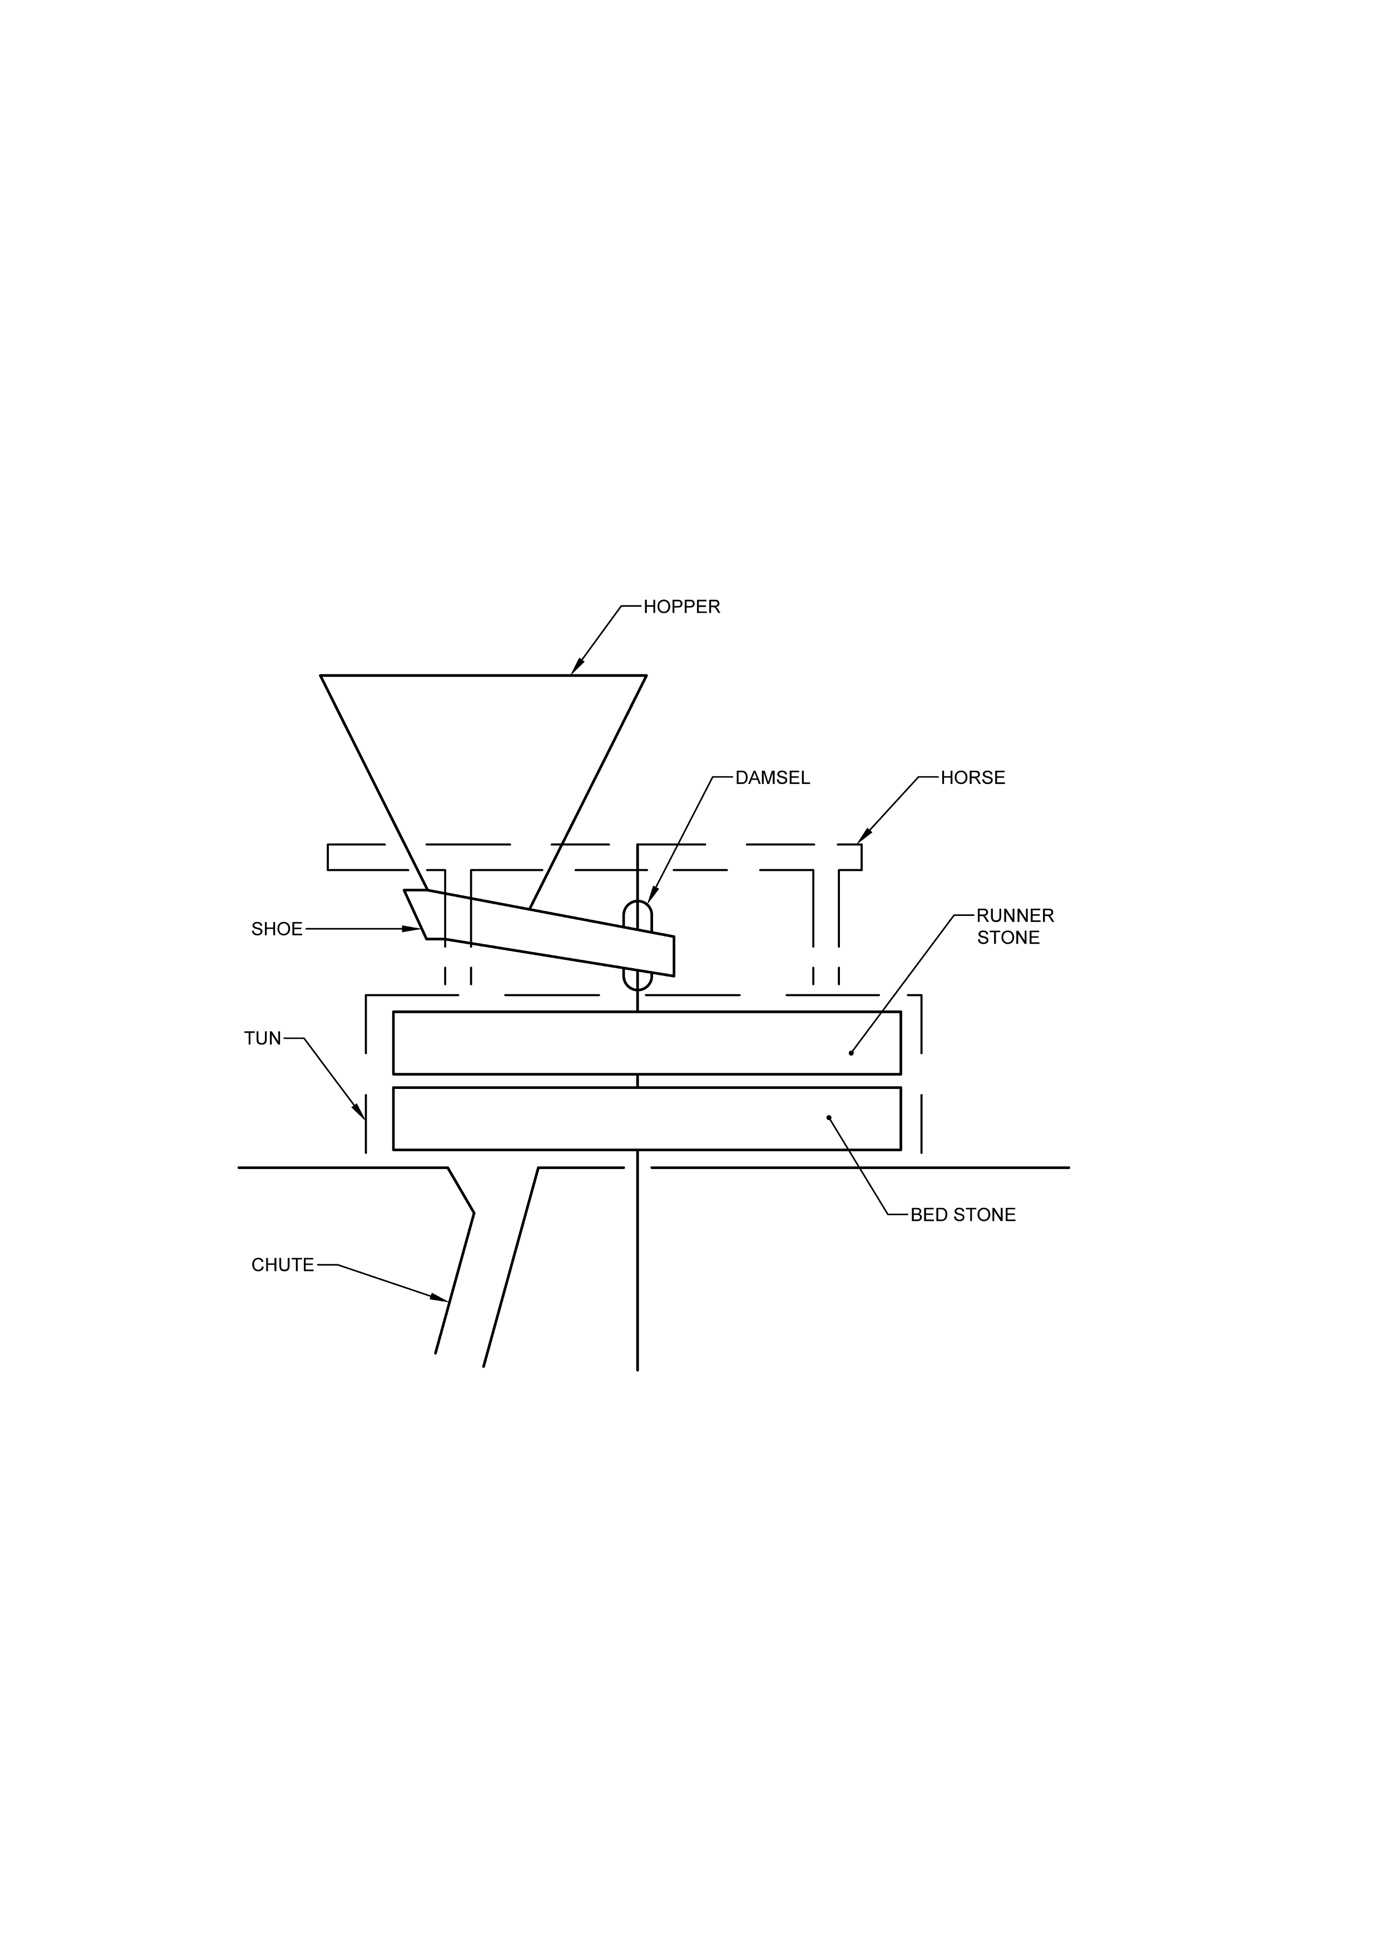 HOPPER
DAMSEL
HORSE
RUNNER
STONE
SHOE
TUN
BED STONE
CHUTE